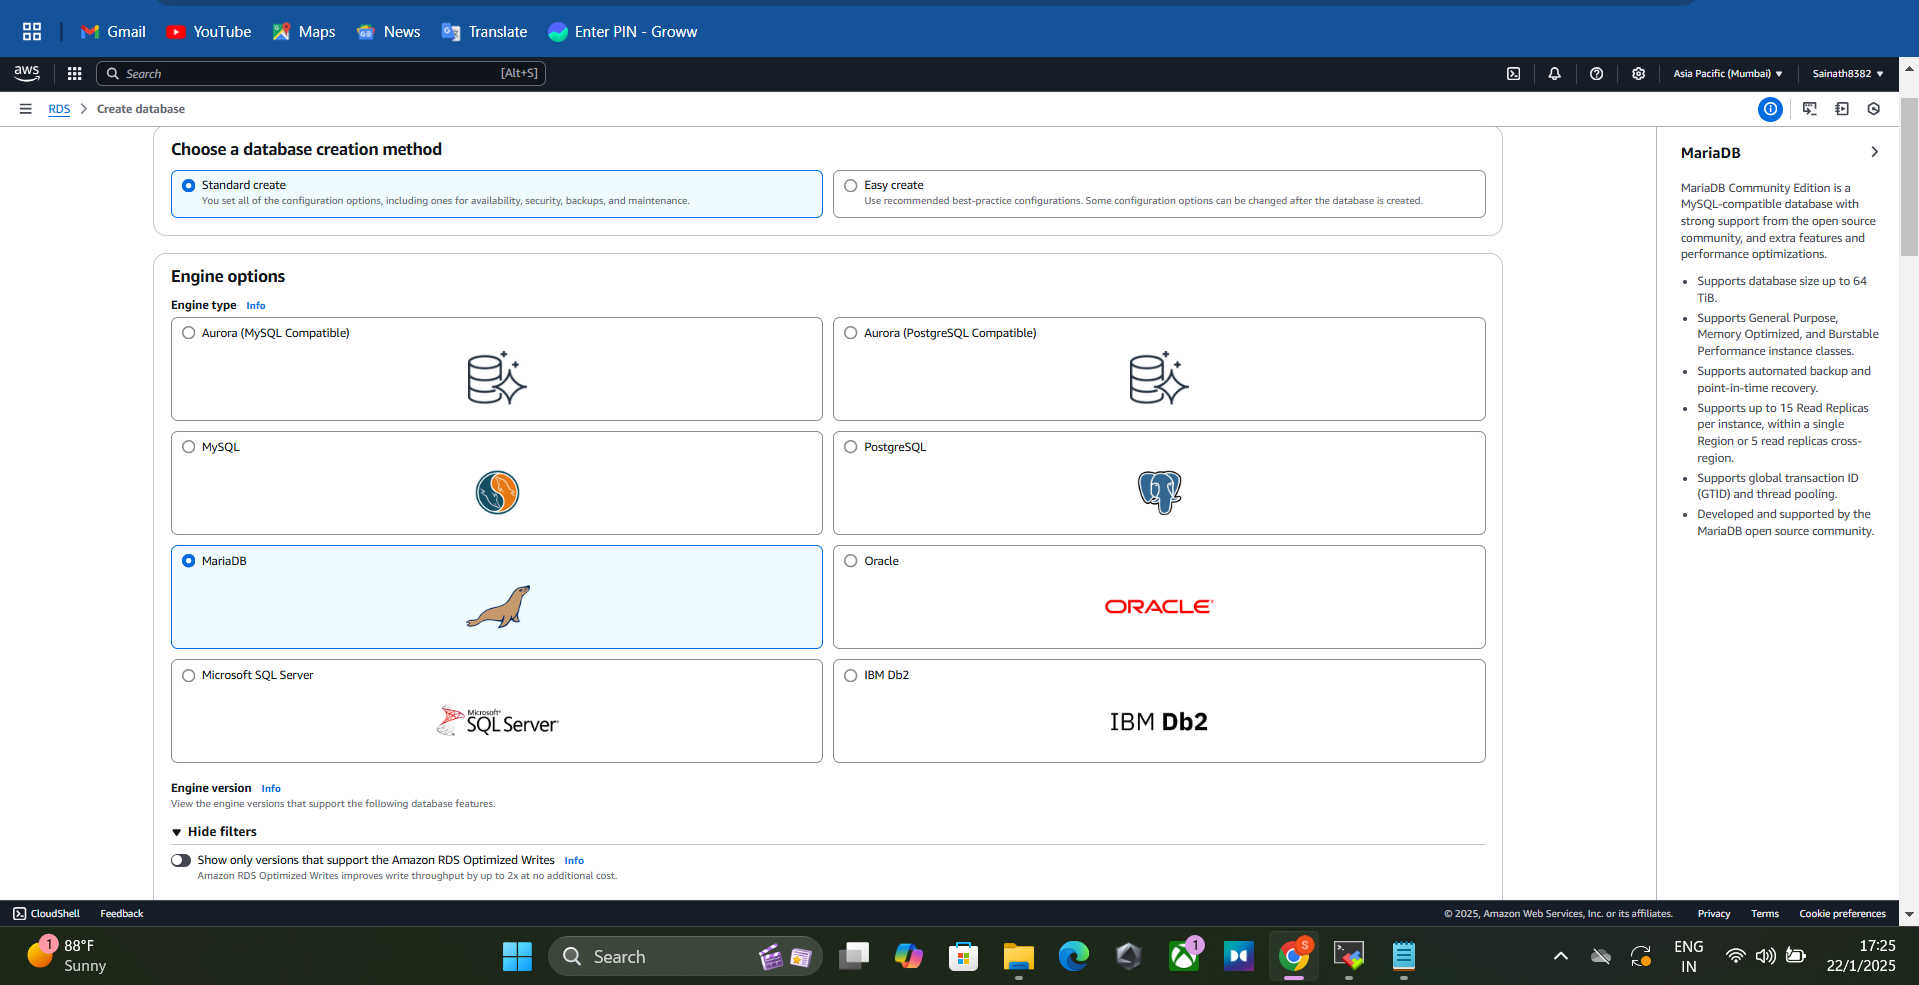 Gmail
YouTube
Maps
News
Translate
Enter PIN - Groww
aws
Search
[Alt+S]
Asia Pacific (Mumbai)
Sainath8382
RDS
Create database
Choose a database creation method
Standard create
You set all of the configuration options, including ones for availability, security, backups, and maintenance.
Easy create
Use recommended best-practice configurations. Some configuration options can be changed after the database is created.
Engine options
Engine type Info
Aurora (MySQL Compatible)
Aurora (PostgreSQL Compatible)
MySQL
PostgreSQL
MariaDB
Oracle
ORACLE
Microsoft SQL Server
Microsoft
SQL Server
IBM Db2
IBM Db2
Engine version Info
View the engine versions that support the following database features.
Hide filters
Show only versions that support the Amazon RDS Optimized Writes Info
Amazon RDS Optimized Writes improves write throughput by up to 2x at no additional cost.
MariaDB
MariaDB Community Edition is a
MySQL-compatible database with
strong support from the open source
community, and extra features and
performance optimizations.
Supports database size up to 64
TiB.
Supports General Purpose,
Memory Optimized, and Burstable
Performance instance classes.
Supports automated backup and
point-in-time recovery.
Supports up to 15 Read Replicas
per instance, within a single
Region or 5 read replicas cross-
region.
Supports global transaction ID
(GTID) and thread pooling.
Developed and supported by the
MariaDB open source community.
CloudShell
Feedback
© 2025, Amazon Web Services, Inc. or its affiliates.
Privacy
Terms
Cookie preferences
1
88°F
Sunny
Search
1
S
ENG
IN
17:25
22/1/2025